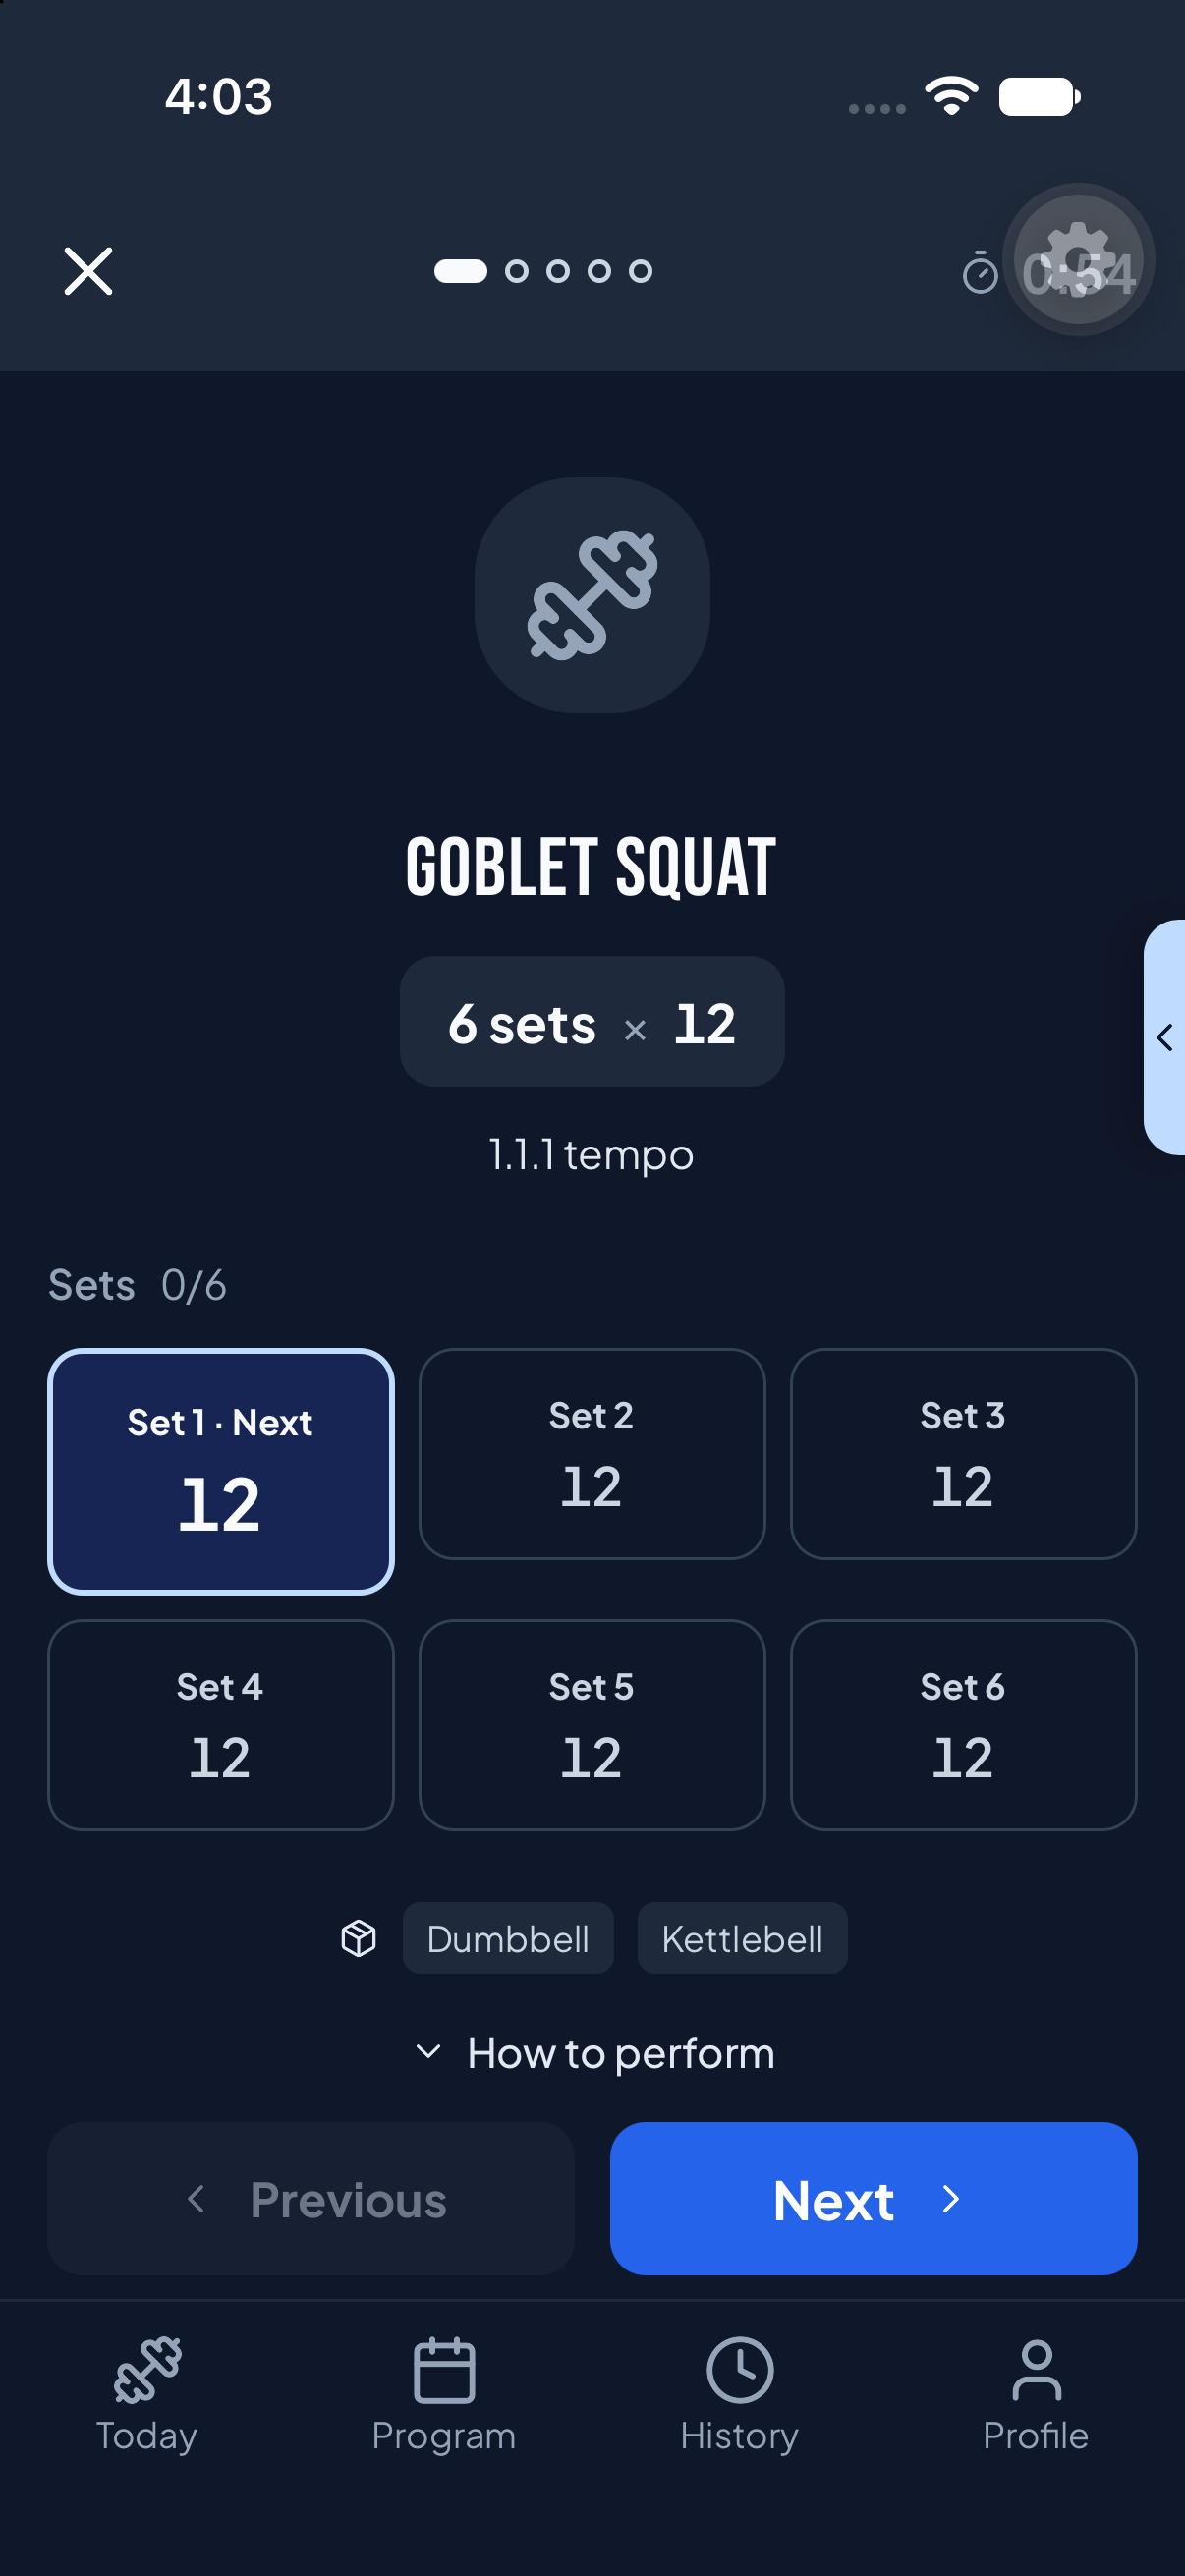 4:03
0:54
GOBLET SQUAT
6 sets × 12
1.1.1 tempo
Sets 0/6
Set 1 · Next
12
Set 2
12
Set 3
12
Set 4
12
Set 5
12
Set 6
12
Dumbbell Kettlebell
How to perform
Previous
Next
Today Program History Profile